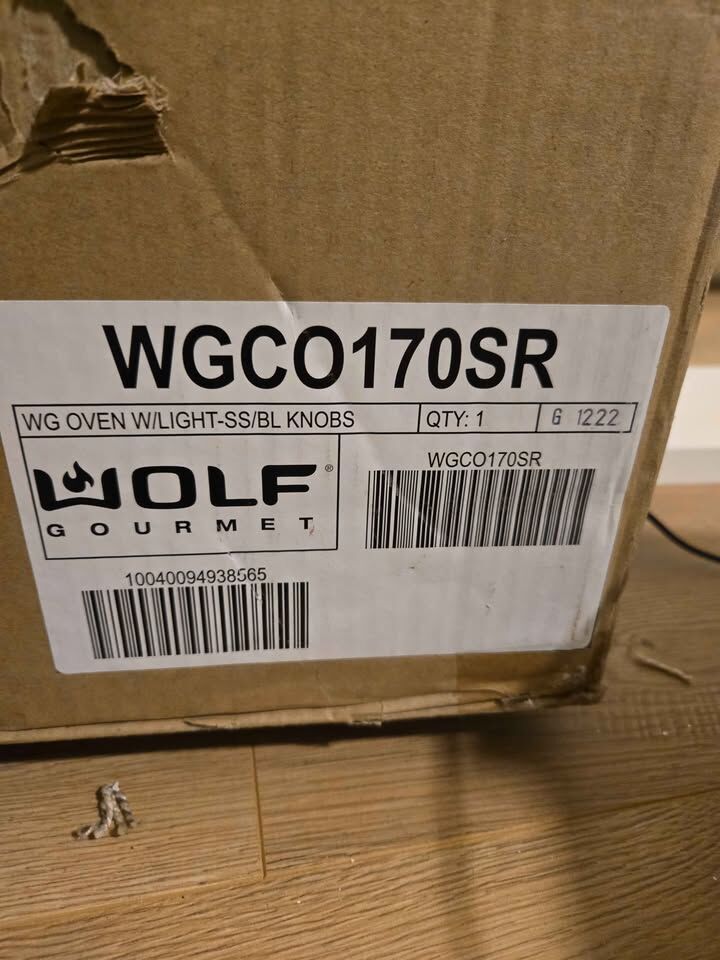 WGCO170SR
WG OVEN W/LIGHT-SS/BL KNOBS QTY: 1 G 1222
WOLF®
GOURMET
WGCO170SR
10040094938565